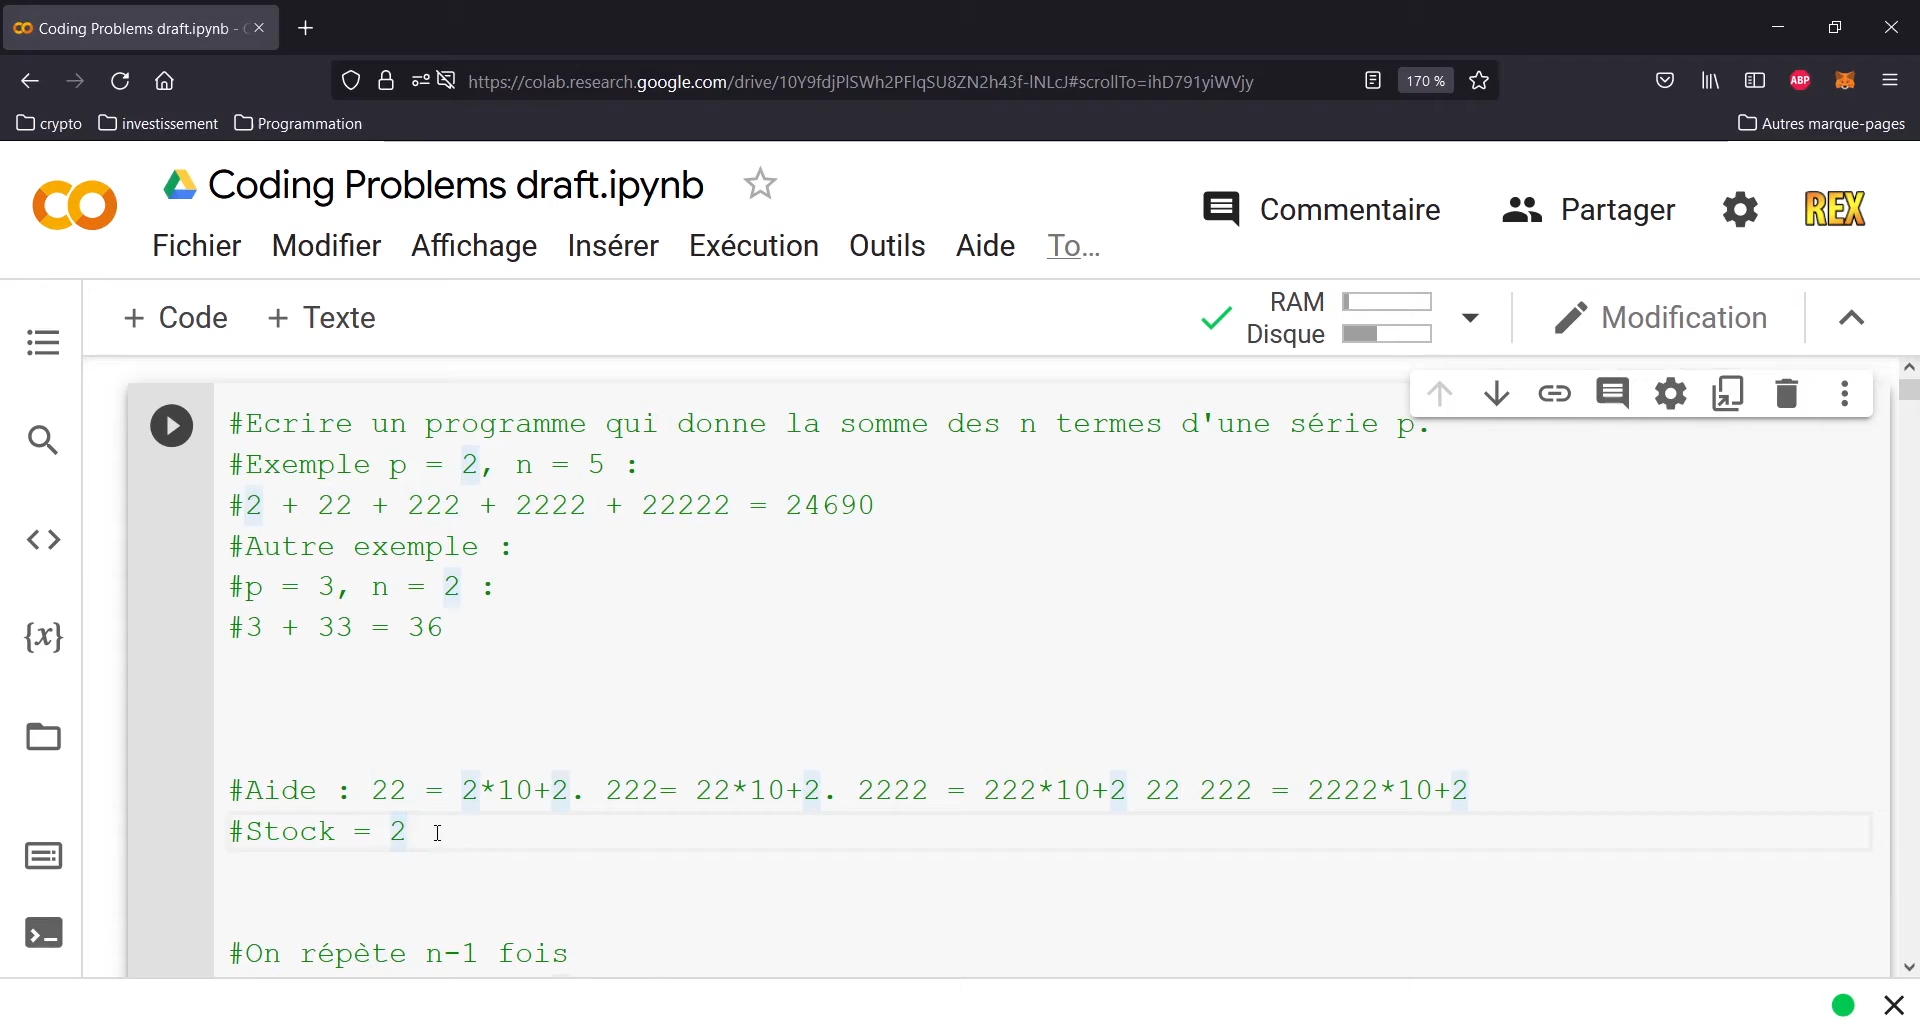 Coding Problems draft.ipynb - C
https://colab.research.google.com/drive/10Y9fdjPlSWh2PFlqSU8ZN2h43f-lNLcJ#scrollTo=ihD791yiWVjy
170 %
ABP
crypto
investissement
Programmation
Autres marque-pages
Coding Problems draft.ipynb
Commentaire
Partager
REX
Fichier Modifier Affichage Insérer Exécution Outils Aide To...
+ Code + Texte
RAM
Disque
Modification
#Ecrire un programme qui donne la somme des n termes d'une série p.
#Exemple p = 2, n = 5 :
#2 + 22 + 222 + 2222 + 22222 = 24690
#Autre exemple :
#p = 3, n = 2 :
#3 + 33 = 36
#Aide : 22 = 2*10+2. 222= 22*10+2. 2222 = 222*10+2 22 222 = 2222*10+2
#Stock = 2
#On répète n-1 fois